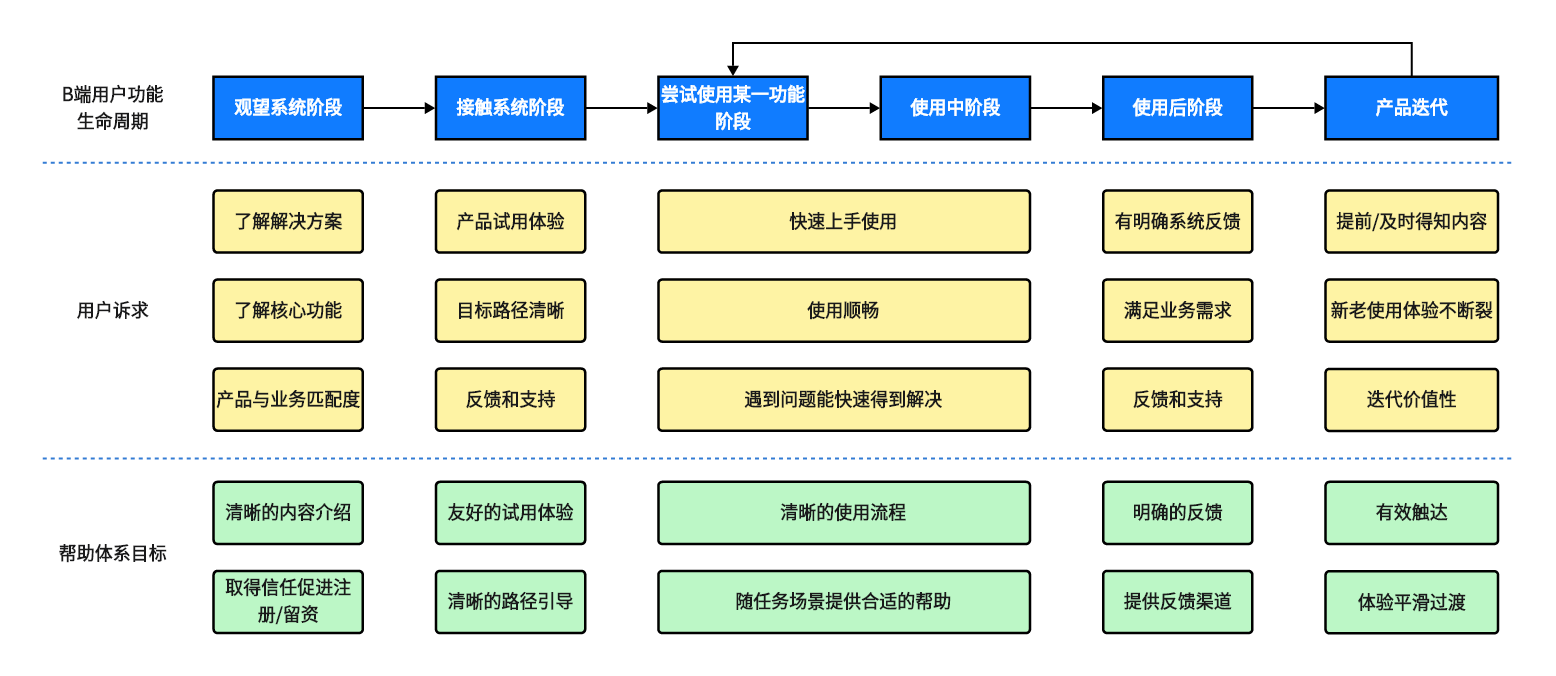 B端用户功能
生命周期
观望系统阶段
接触系统阶段
尝试使用某一功能
阶段
使用中阶段
使用后阶段
产品迭代
用户诉求
了解解决方案
产品试用体验
快速上手使用
有明确系统反馈
提前/及时得知内容
了解核心功能
目标路径清晰
使用顺畅
满足业务需求
新老使用体验不断裂
产品与业务匹配度
反馈和支持
遇到问题能快速得到解决
反馈和支持
迭代价值性
帮助体系目标
清晰的内容介绍
友好的试用体验
清晰的使用流程
明确的反馈
有效触达
取得信任促进注
册/留资
清晰的路径引导
随任务场景提供合适的帮助
提供反馈渠道
体验平滑过渡